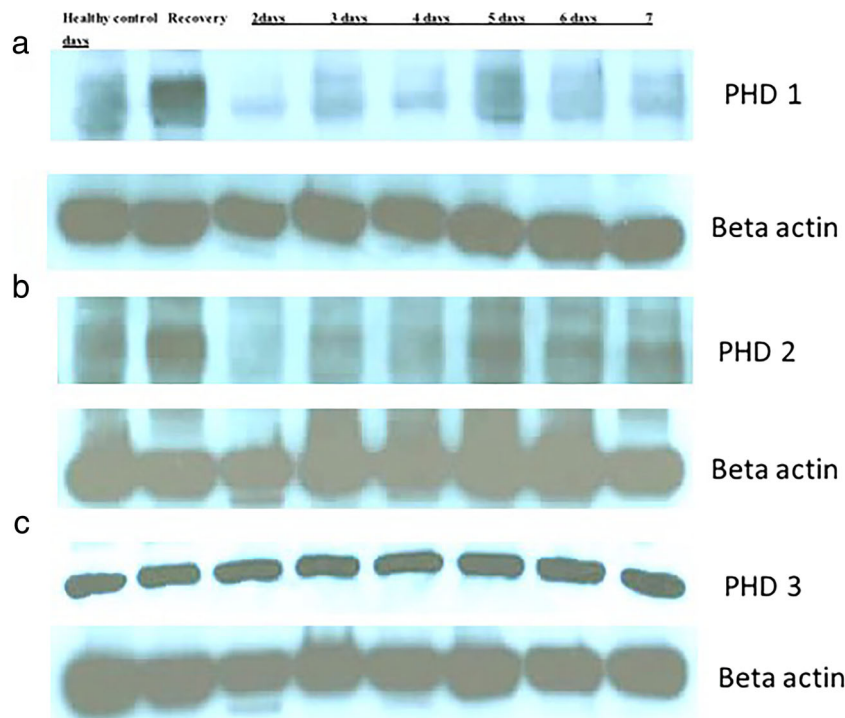 Healthy control Recovery 2days 3 days 4 days 5 days 6 days 7
days
a
PHD 1
Beta actin
b
PHD 2
Beta actin
c
PHD 3
Beta actin